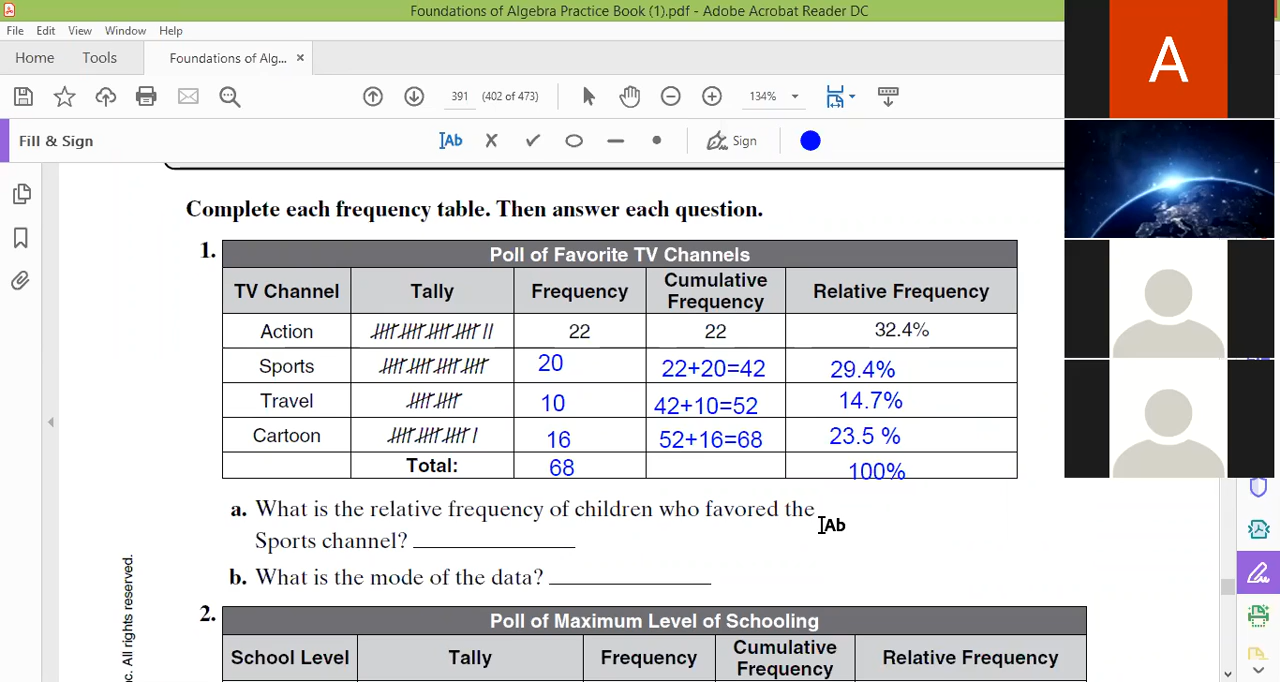 Foundations of Algebra Practice Book (1).pdf - Adobe Acrobat Reader DC
File Edit View Window Help
Home Tools Foundations of Alg... ×
391 (402 of 473) 134%
Fill & Sign Ab Sign
Complete each frequency table. Then answer each question.
1. Poll of Favorite TV Channels
TV Channel Tally Frequency Cumulative Frequency Relative Frequency
Action 22 22 32.4%
Sports 20 22+20=42 29.4%
Travel 10 42+10=52 14.7%
Cartoon 16 52+16=68 23.5 %
Total: 68 100%
a. What is the relative frequency of children who favored the
Sports channel?
b. What is the mode of the data?
Ab
2. Poll of Maximum Level of Schooling
School Level Tally Frequency Cumulative Frequency Relative Frequency
nc. All rights reserved.
A